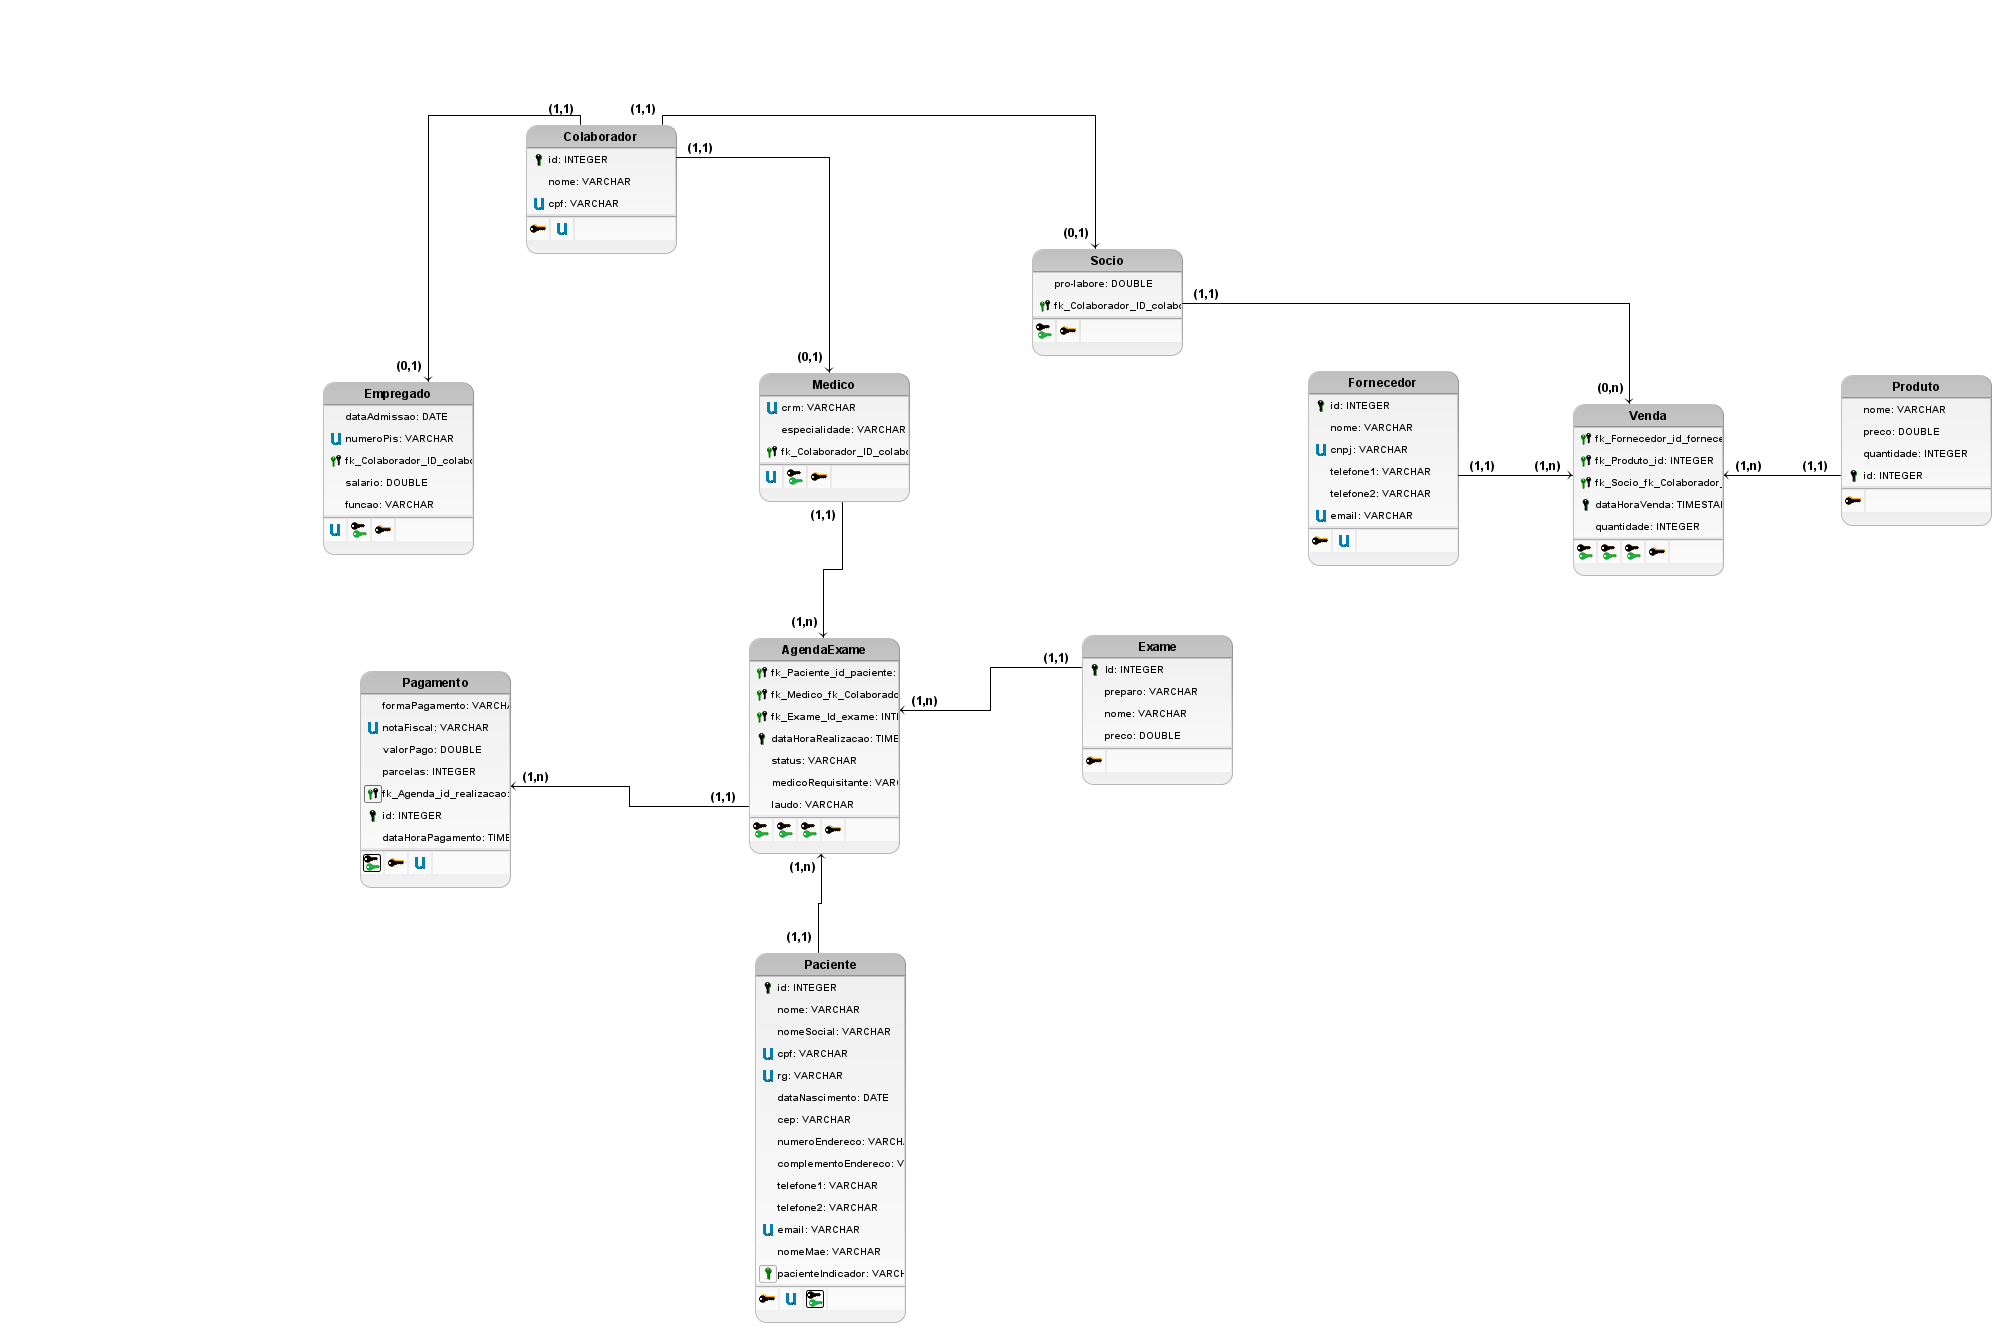 (1,1)
(1,1)
Colaborador
id: INTEGER
nome: VARCHAR
cpf: VARCHAR
(1,1)
(0,1)
Socio
pro-labore: DOUBLE
fk_Colaborador_ID_colab
(1,1)
(0,1)
Empregado
dataAdmissao: DATE
numeroPis: VARCHAR
fk_Colaborador_ID_colab
salario: DOUBLE
funcao: VARCHAR
(0,1)
Medico
crm: VARCHAR
especialidade: VARCHAR
fk_Colaborador_ID_colab
(1,1)
Fornecedor
id: INTEGER
nome: VARCHAR
cnpj: VARCHAR
telefone1: VARCHAR
telefone2: VARCHAR
email: VARCHAR
(1,1)
(1,n)
(0,n)
Venda
fk_Fornecedor_id_fornece
fk_Produto_id: INTEGER
fk_Socio_fk_Colaborador_
dataHoraVenda: TIMESTA
quantidade: INTEGER
(1,n)
(1,1)
Produto
nome: VARCHAR
preco: DOUBLE
quantidade: INTEGER
id: INTEGER
(1,n)
AgendaExame
fk_Paciente_id_paciente:
fk_Medico_fk_Colaborado
fk_Exame_Id_exame: INT
dataHoraRealizacao: TIME
status: VARCHAR
medicoRequisitante: VAR
laudo: VARCHAR
(1,n)
(1,1)
Exame
Id: INTEGER
preparo: VARCHAR
nome: VARCHAR
preco: DOUBLE
Pagamento
formaPagamento: VARCH
notaFiscal: VARCHAR
valorPago: DOUBLE
parcelas: INTEGER
fk_Agenda_id_realizacao:
id: INTEGER
dataHoraPagamento: TIME
(1,n)
(1,1)
(1,n)
(1,1)
Paciente
id: INTEGER
nome: VARCHAR
nomeSocial: VARCHAR
cpf: VARCHAR
rg: VARCHAR
dataNascimento: DATE
cep: VARCHAR
numeroEndereco: VARCH
complementoEndereco: V
telefone1: VARCHAR
telefone2: VARCHAR
email: VARCHAR
nomeMae: VARCHAR
pacienteIndicador: VARC